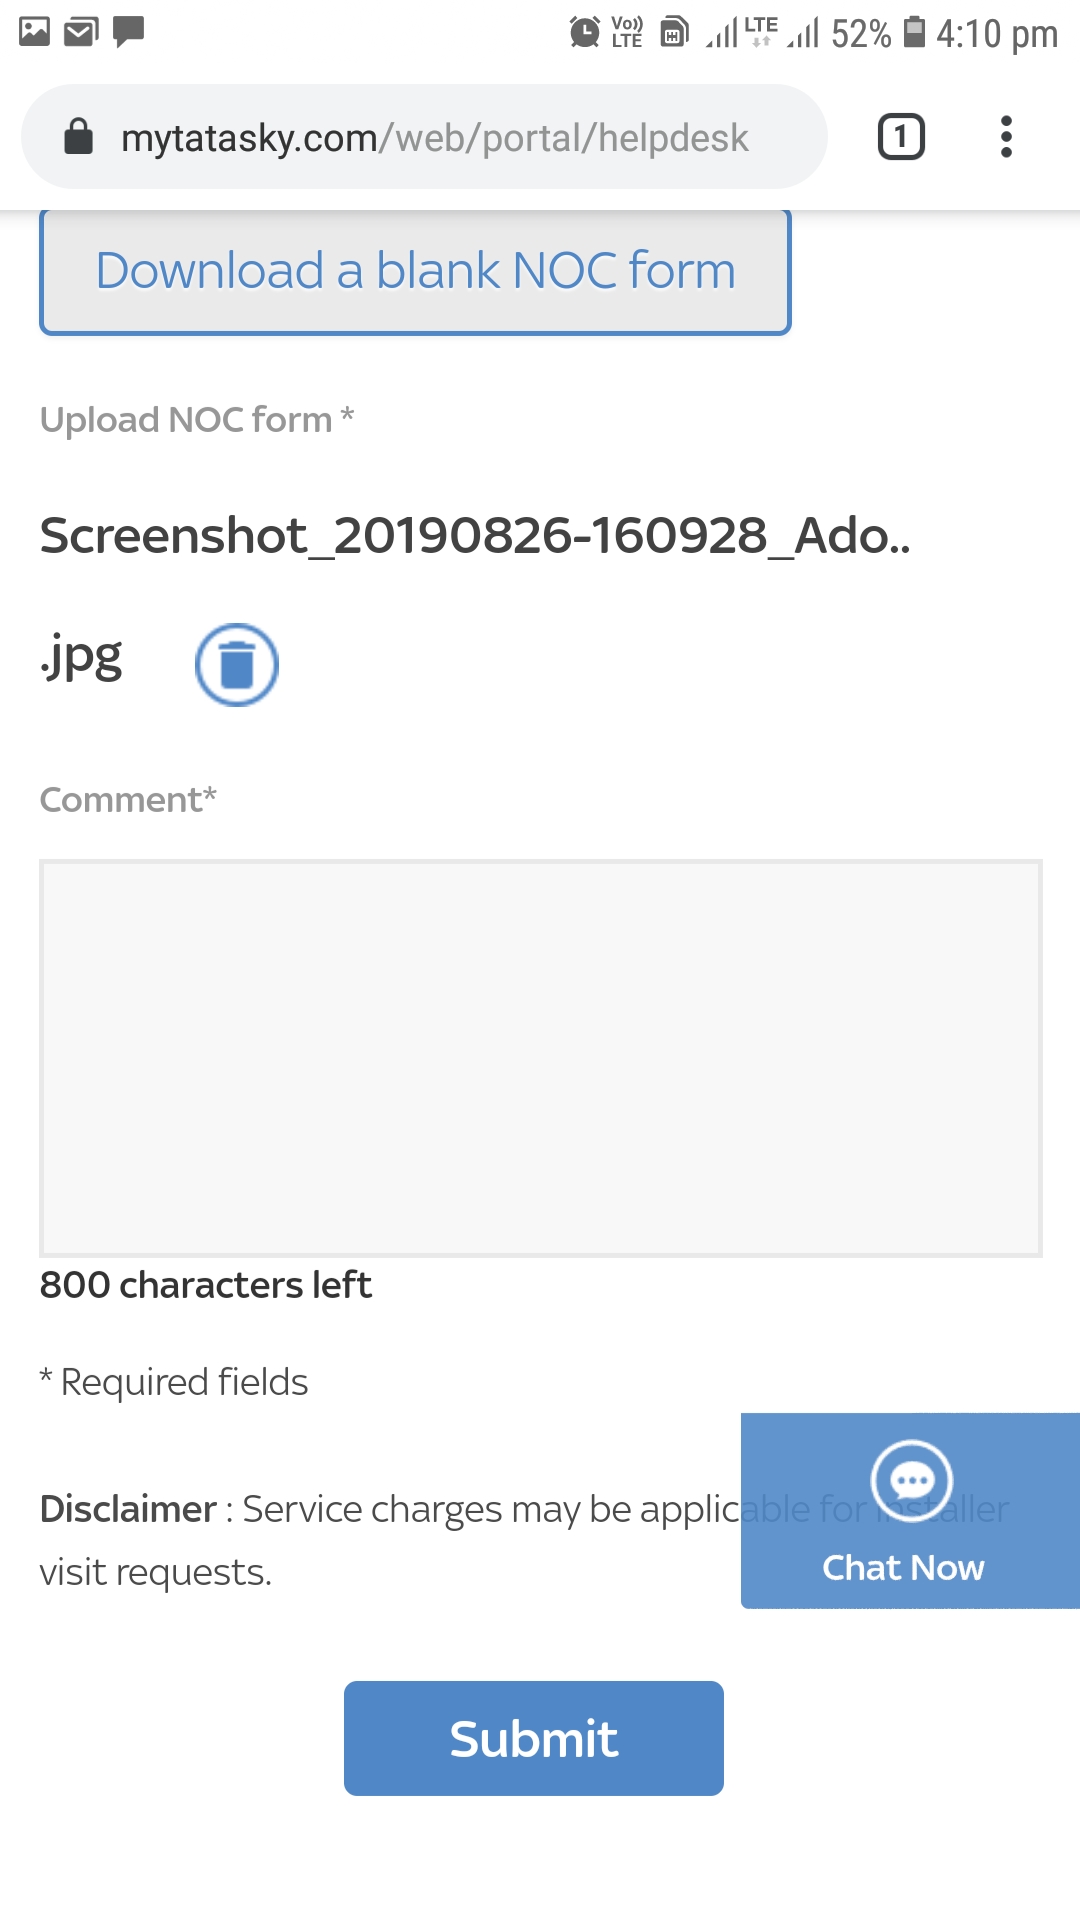 Vo)) LTE LTE 52% 4:10 pm
mytatasky.com/web/portal/helpdesk 1
Download a blank NOC form
Upload NOC form *
Screenshot_20190826-160928_Ado..
.jpg
Comment*
800 characters left
* Required fields
Disclaimer : Service charges may be applicable for installer
visit requests.
Chat Now
Submit